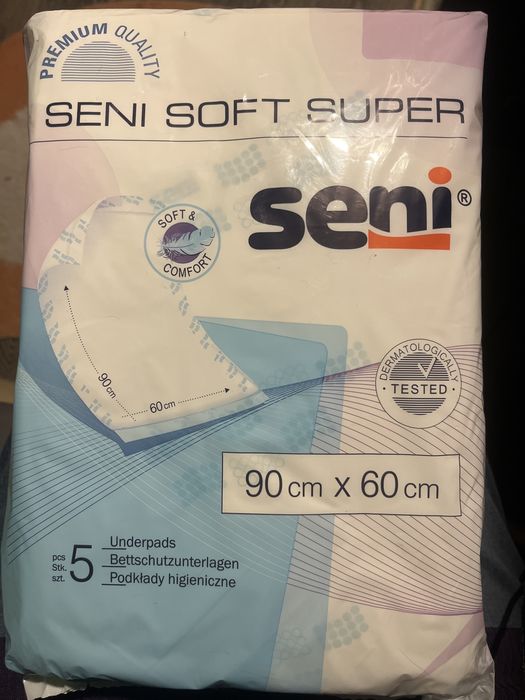 PREMIUM QUALITY
SENI SOFT SUPER
seni®
SOFT &
COMFORT
90cm
60cm
DERMATOLOGICALLY
· TESTED ·
90 cm x 60 cm
pcs
Stk.
szt.
5
Underpads
Bettschutzunterlagen
Podkłady higieniczne